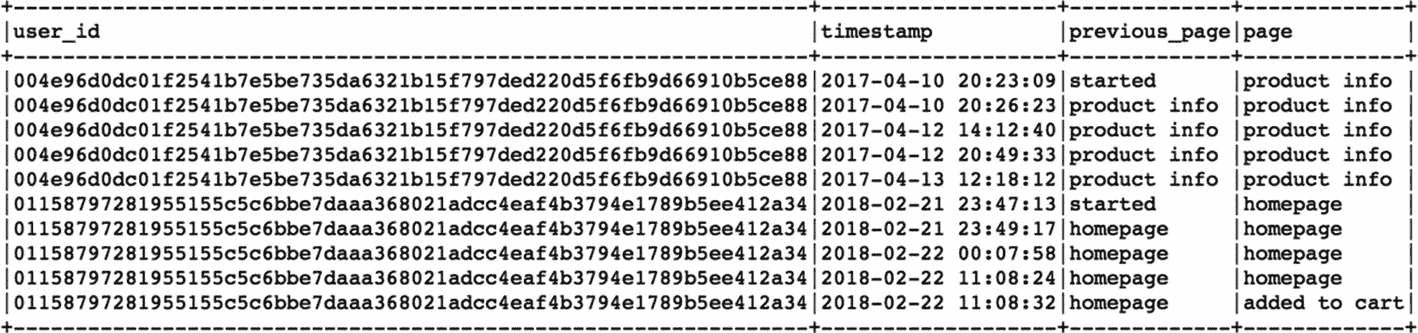 +----------------------------------------------------------------+-------------------+-------------+-------------+
|user_id                                                         |timestamp          |previous_page|page         |
+----------------------------------------------------------------+-------------------+-------------+-------------+
|004e96d0dc01f2541b7e5be735da6321b15f797ded220d5f6fb9d66910b5ce88|2017-04-10 20:23:09|started      |product info |
|004e96d0dc01f2541b7e5be735da6321b15f797ded220d5f6fb9d66910b5ce88|2017-04-10 20:26:23|product info |product info |
|004e96d0dc01f2541b7e5be735da6321b15f797ded220d5f6fb9d66910b5ce88|2017-04-12 14:12:40|product info |product info |
|004e96d0dc01f2541b7e5be735da6321b15f797ded220d5f6fb9d66910b5ce88|2017-04-12 20:49:33|product info |product info |
|004e96d0dc01f2541b7e5be735da6321b15f797ded220d5f6fb9d66910b5ce88|2017-04-13 12:18:12|product info |product info |
|01158797281955155c5c6bbe7daaa368021adcc4eaf4b3794e1789b5ee412a34|2018-02-21 23:47:13|started      |homepage     |
|01158797281955155c5c6bbe7daaa368021adcc4eaf4b3794e1789b5ee412a34|2018-02-21 23:49:17|homepage     |homepage     |
|01158797281955155c5c6bbe7daaa368021adcc4eaf4b3794e1789b5ee412a34|2018-02-22 00:07:58|homepage     |homepage     |
|01158797281955155c5c6bbe7daaa368021adcc4eaf4b3794e1789b5ee412a34|2018-02-22 11:08:24|homepage     |homepage     |
|01158797281955155c5c6bbe7daaa368021adcc4eaf4b3794e1789b5ee412a34|2018-02-22 11:08:32|homepage     |added to cart|
+----------------------------------------------------------------+-------------------+-------------+-------------+